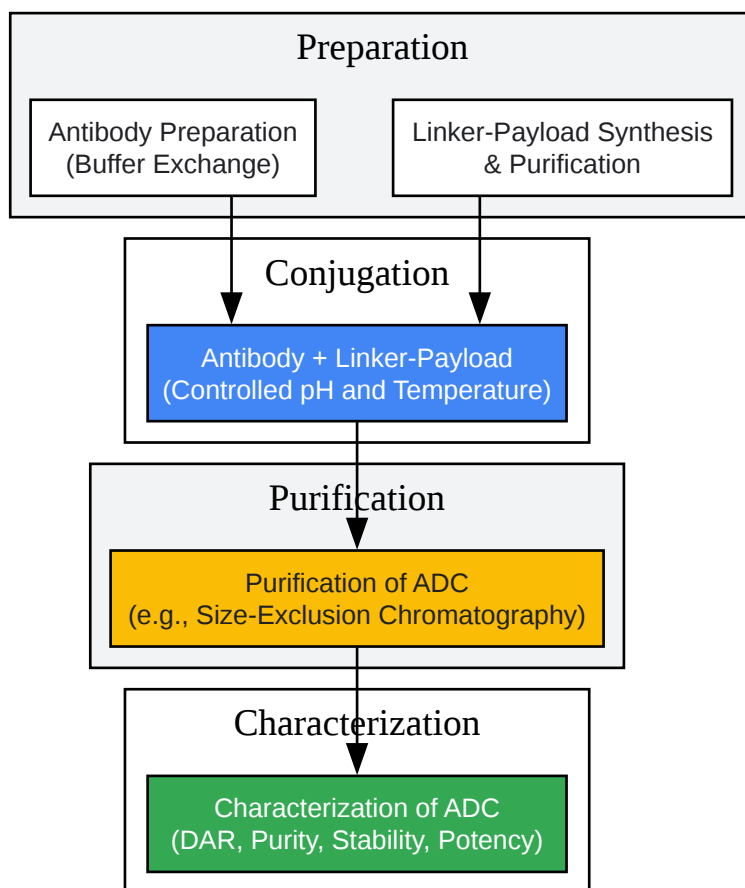 Preparation
Antibody Preparation
(Buffer Exchange)
Linker-Payload Synthesis
& Purification
Conjugation
Antibody + Linker-Payload
(Controlled pH and Temperature)
Purification
Purification of ADC
(e.g., Size-Exclusion Chromatography)
Characterization
Characterization of ADC
(DAR, Purity, Stability, Potency)